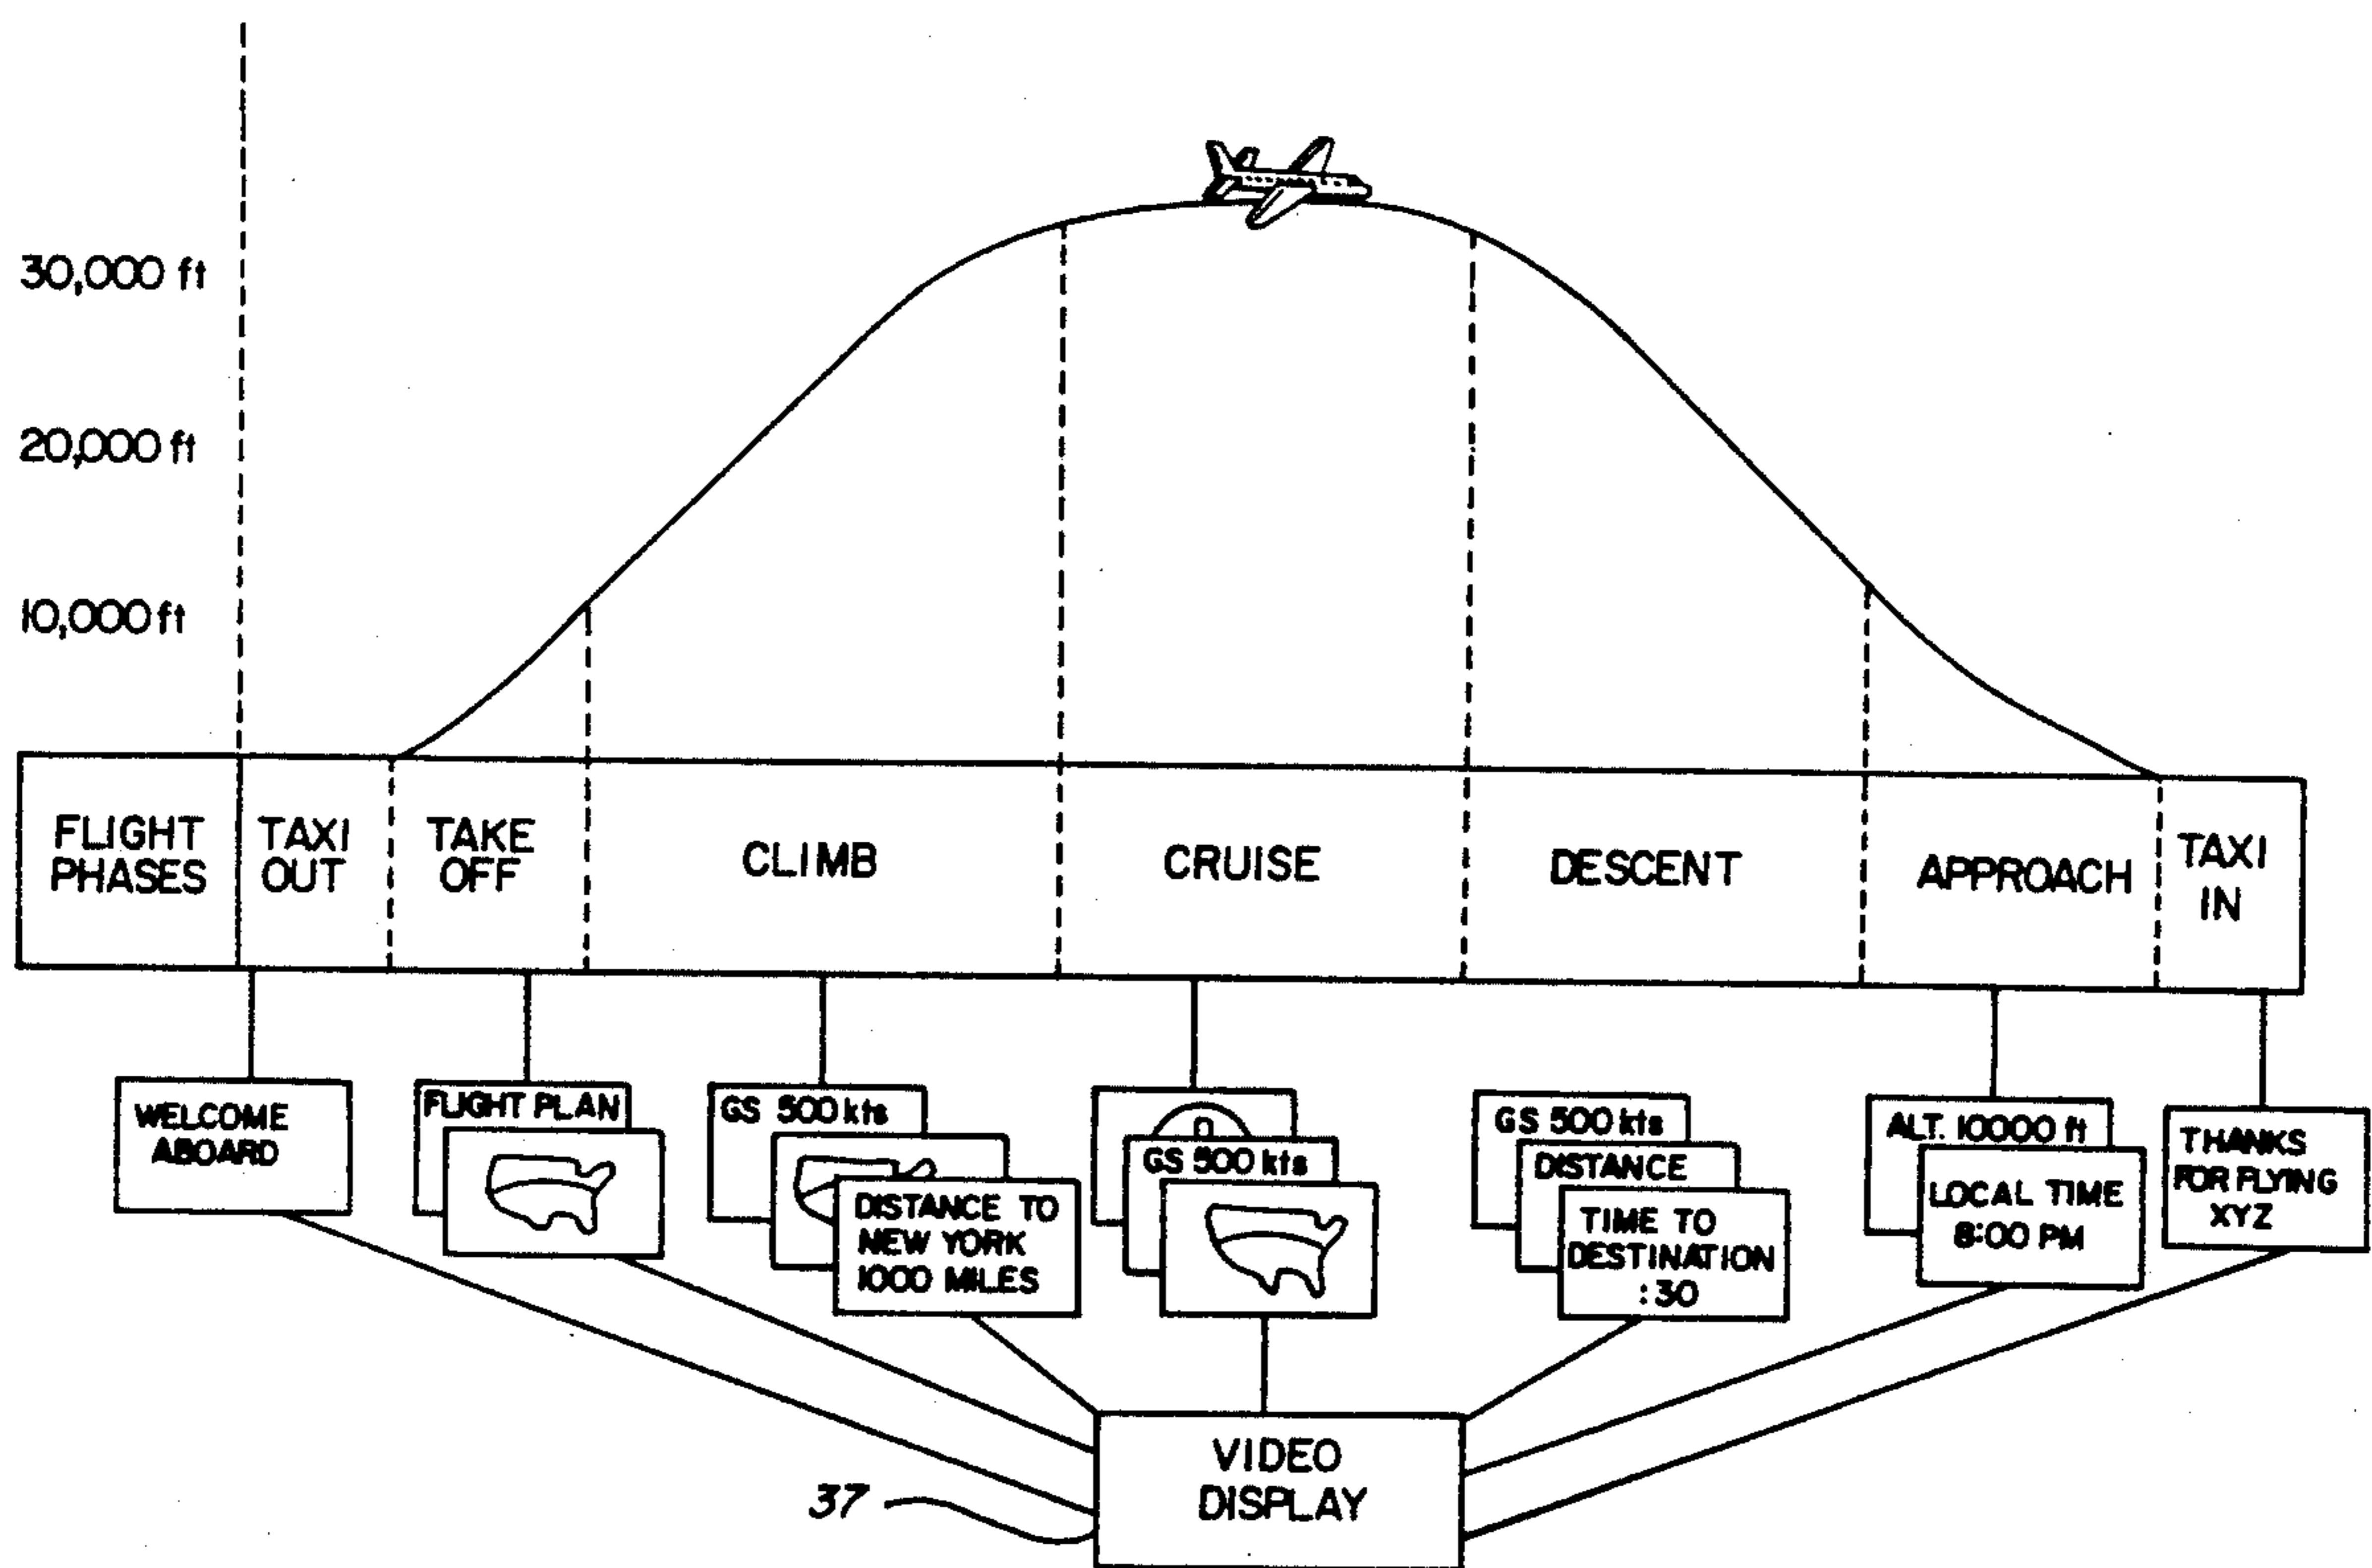 30,000 ft
20,000 ft
10,000 ft
FLIGHT
PHASES
TAXI
OUT
TAKE
OFF
CLIMB
CRUISE
DESCENT
APPROACH
TAXI
IN
WELCOME
ABOARD
FLIGHT PLAN
GS 500 kts
DISTANCE TO
NEW YORK
1000 MILES
GS 500 kts
GS 500 kts
DISTANCE
TIME TO
DESTINATION
:30
ALT. 10000 ft
LOCAL TIME
8:00 PM
THANKS
FOR FLYING
XYZ
VIDEO
DISPLAY
37